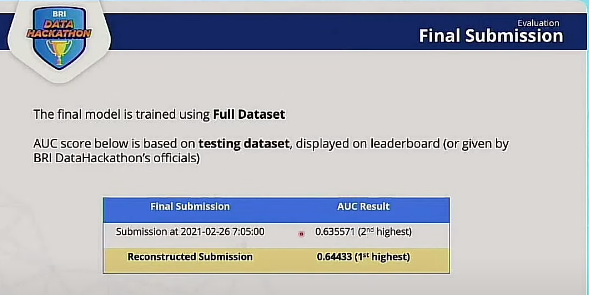 BRI
DATA
HACKATHON
Evaluation
Final Submission
The final model is trained using Full Dataset
AUC score below is based on testing dataset, displayed on leaderboard (or given by
BRI DataHackathon's officials)
Final Submission AUC Result
Submission at 2021-02-26 7:05:00 0.635571 (2nd highest)
Reconstructed Submission 0.64433 (1st highest)